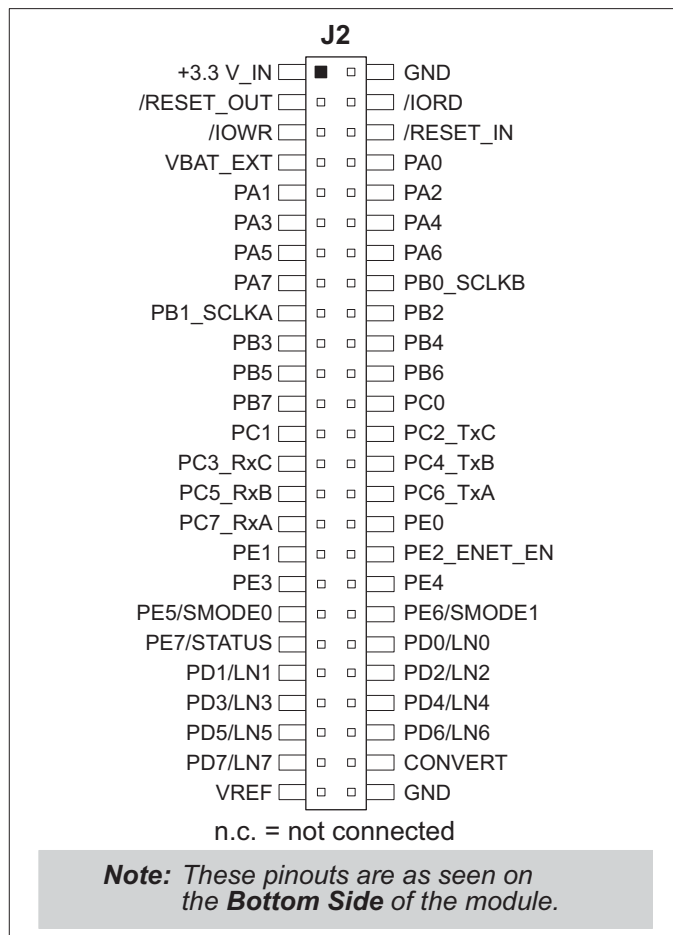 J2
+3.3 V_IN GND
/RESET_OUT /IORD
/IOWR /RESET_IN
VBAT_EXT PA0
PA1 PA2
PA3 PA4
PA5 PA6
PA7 PB0_SCLKB
PB1_SCLKA PB2
PB3 PB4
PB5 PB6
PB7 PC0
PC1 PC2_TxC
PC3_RxC PC4_TxB
PC5_RxB PC6_TxA
PC7_RxA PE0
PE1 PE2_ENET_EN
PE3 PE4
PE5/SMODE0 PE6/SMODE1
PE7/STATUS PD0/LN0
PD1/LN1 PD2/LN2
PD3/LN3 PD4/LN4
PD5/LN5 PD6/LN6
PD7/LN7 CONVERT
VREF GND
n.c. = not connected
Note: These pinouts are as seen on
the Bottom Side of the module.